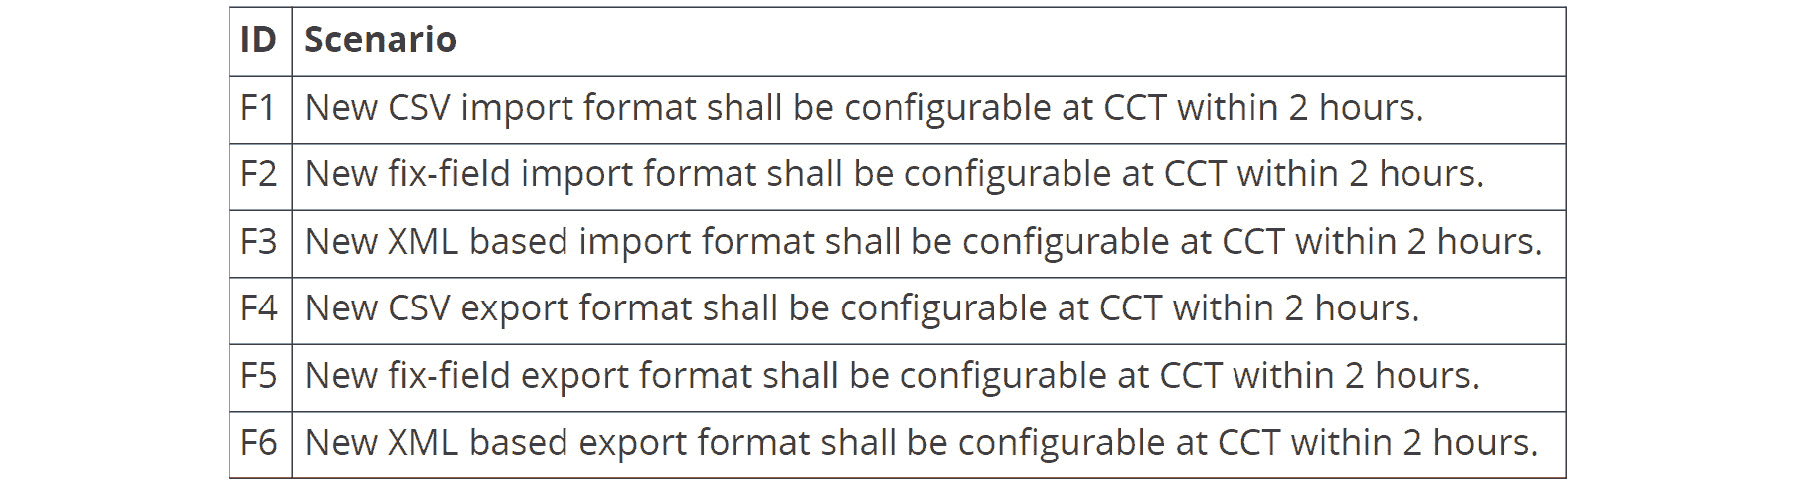 ID Scenario
F1 New CSV import format shall be configurable at CCT within 2 hours.
F2 New fix-field import format shall be configurable at CCT within 2 hours.
F3 New XML based import format shall be configurable at CCT within 2 hours.
F4 New CSV export format shall be configurable at CCT within 2 hours.
F5 New fix-field export format shall be configurable at CCT within 2 hours.
F6 New XML based export format shall be configurable at CCT within 2 hours.